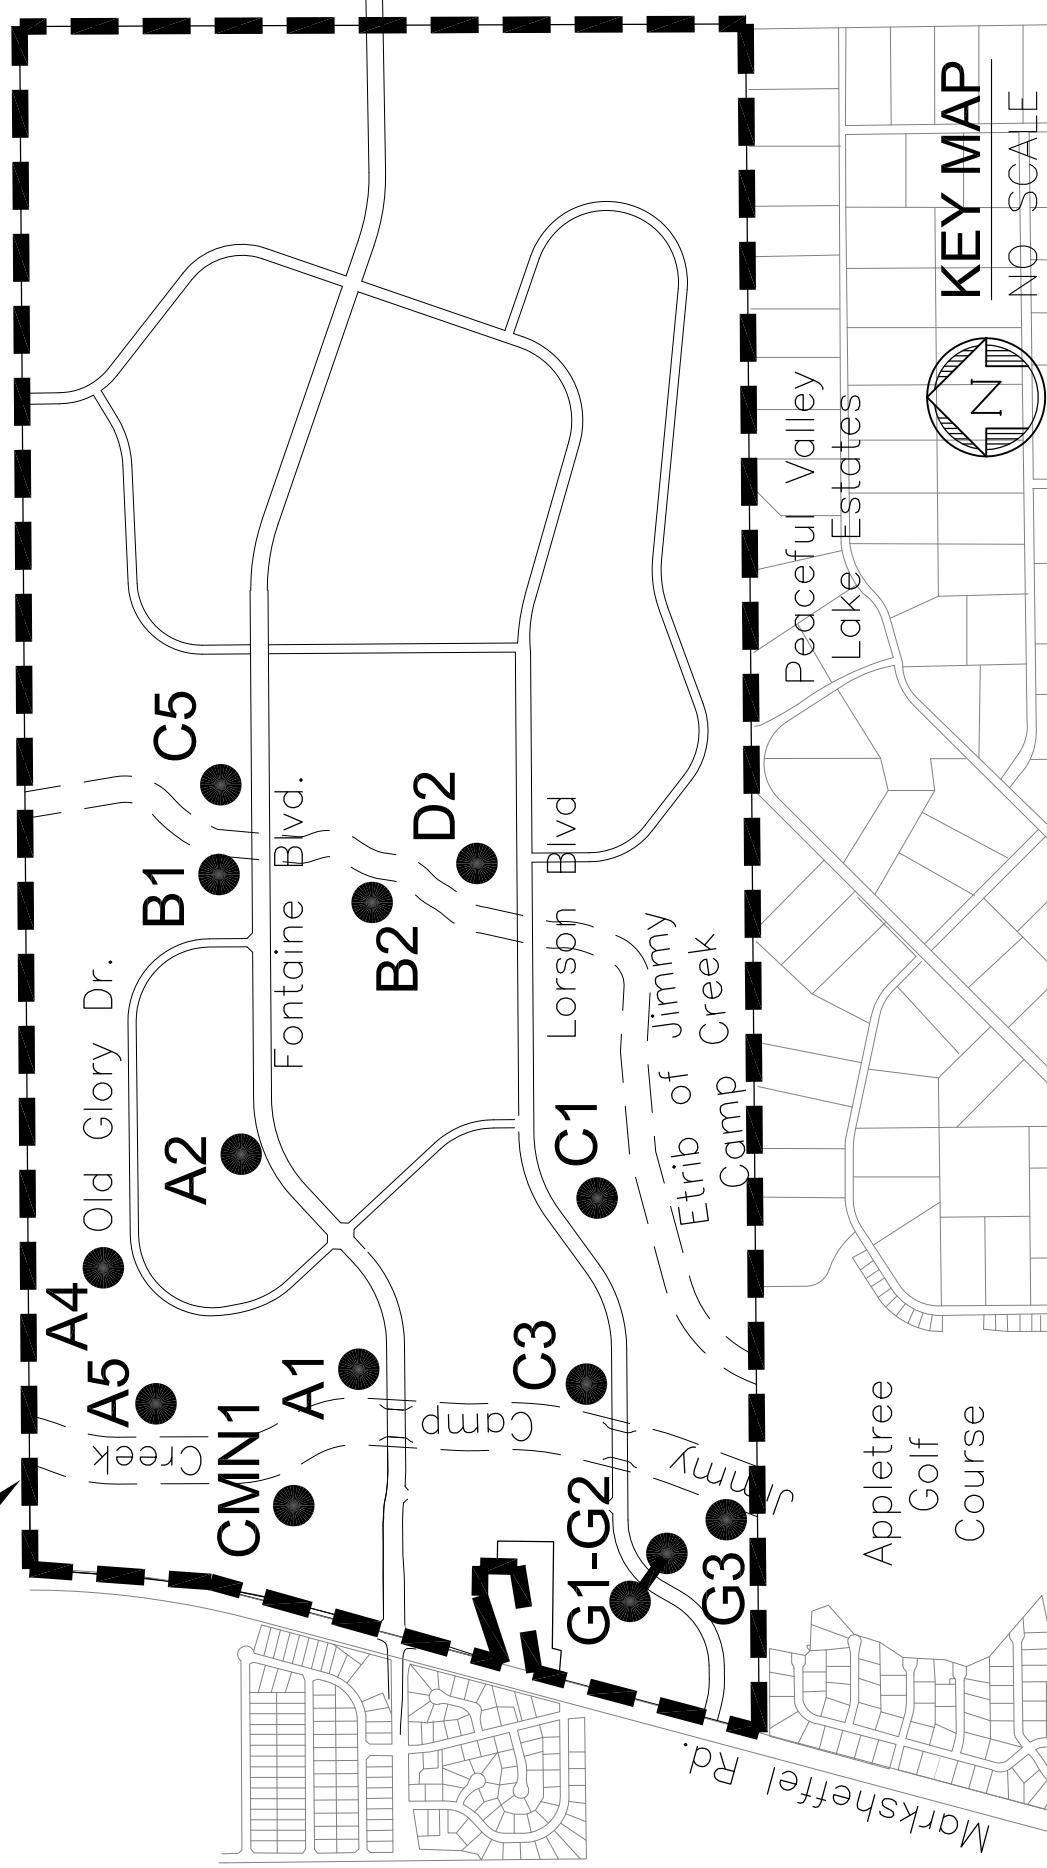 KEY MAP
NO SCALE
N
Peaceful Valley
Lake Estates
C5
B1
D2
B2
Fontaine Blvd.
Lorson Blvd
Old Glory Dr.
Etrib of Jimmy
Camp Creek
A2
A4
A5
A1
CMN1
C1
C3
G1-G2
G3
Creek
Camp
Jimmy
Appletree
Golf
Course
Marksheffel Rd.